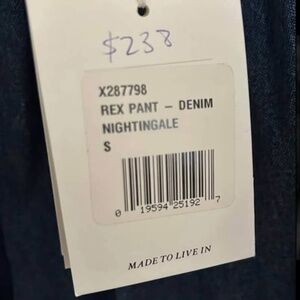 $238
X287798
REX PANT – DENIM
NIGHTINGALE
S
0 19594 25192 7
MADE TO LIVE IN